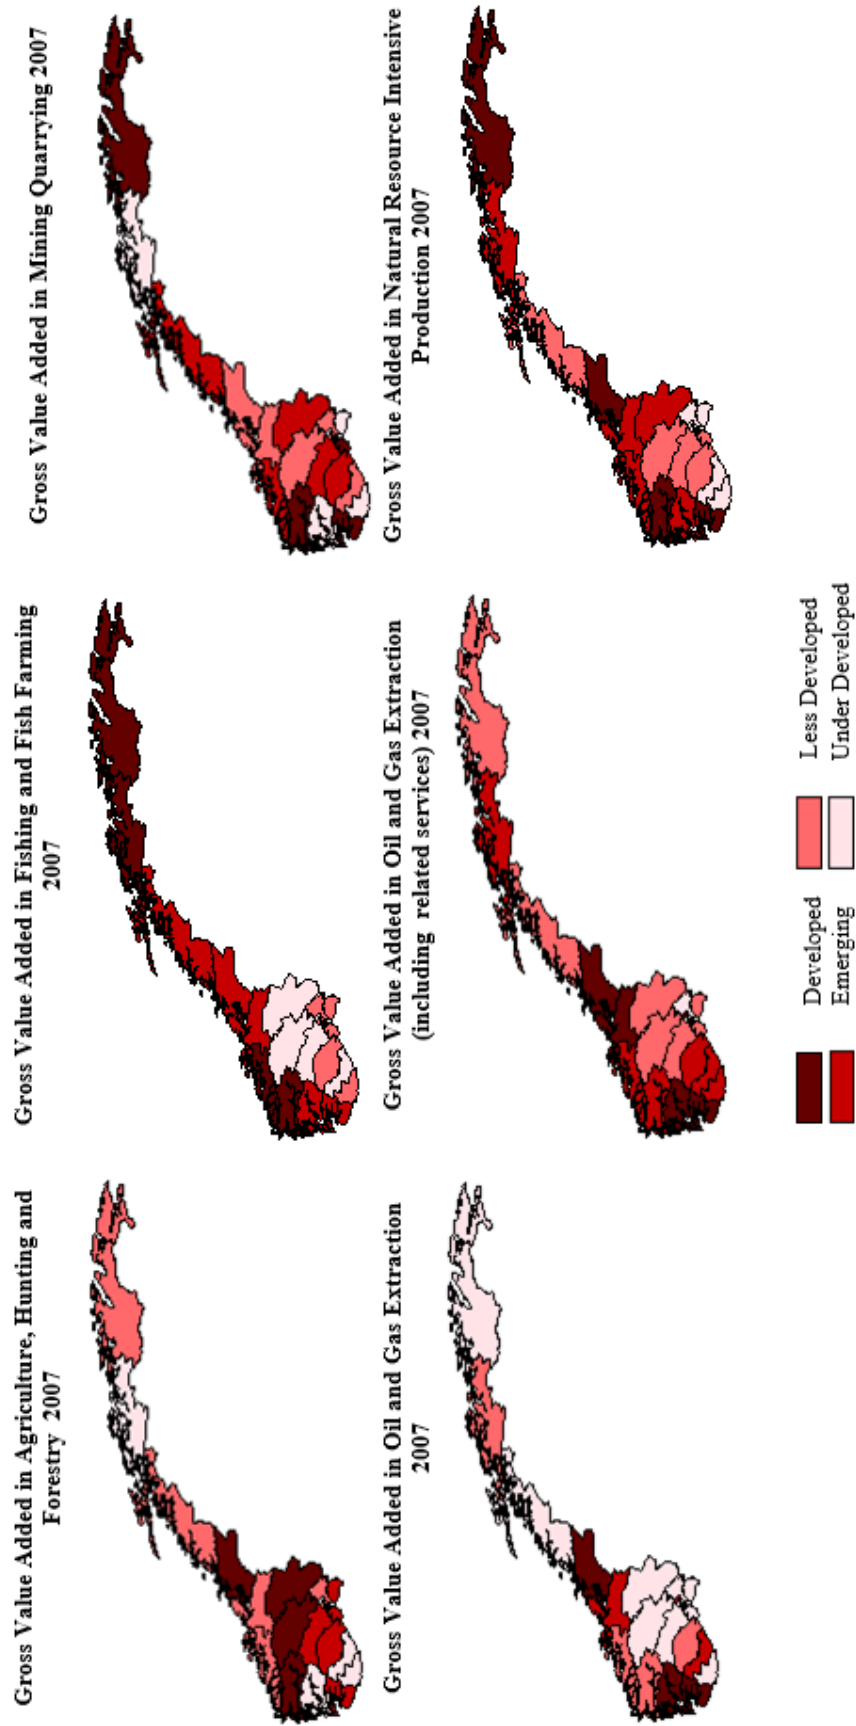 Gross Value Added in Agriculture, Hunting and
Forestry 2007
Gross Value Added in Fishing and Fish Farming
2007
Gross Value Added in Mining Quarrying 2007
Gross Value Added in Oil and Gas Extraction
2007
Gross Value Added in Oil and Gas Extraction
(including related services) 2007
Gross Value Added in Natural Resource Intensive
Production 2007
Developed
Less Developed
Emerging
Under Developed